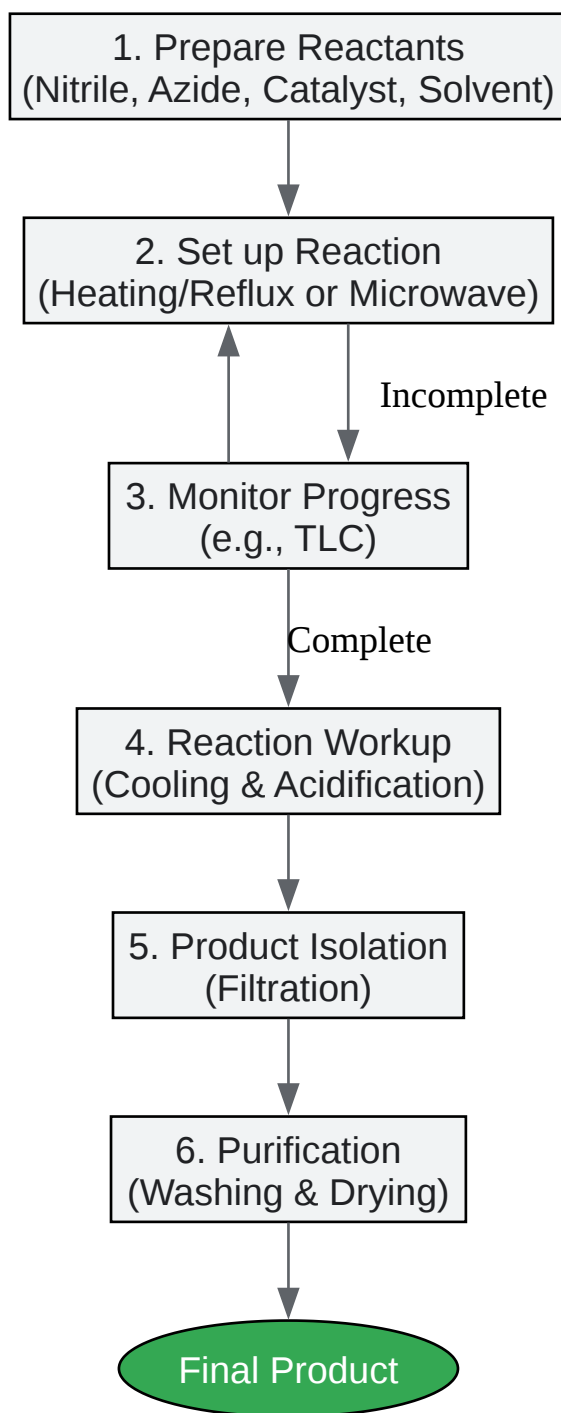 1. Prepare Reactants
(Nitrile, Azide, Catalyst, Solvent)
2. Set up Reaction
(Heating/Reflux or Microwave)
Incomplete
3. Monitor Progress
(e.g., TLC)
Complete
4. Reaction Workup
(Cooling & Acidification)
5. Product Isolation
(Filtration)
6. Purification
(Washing & Drying)
Final Product